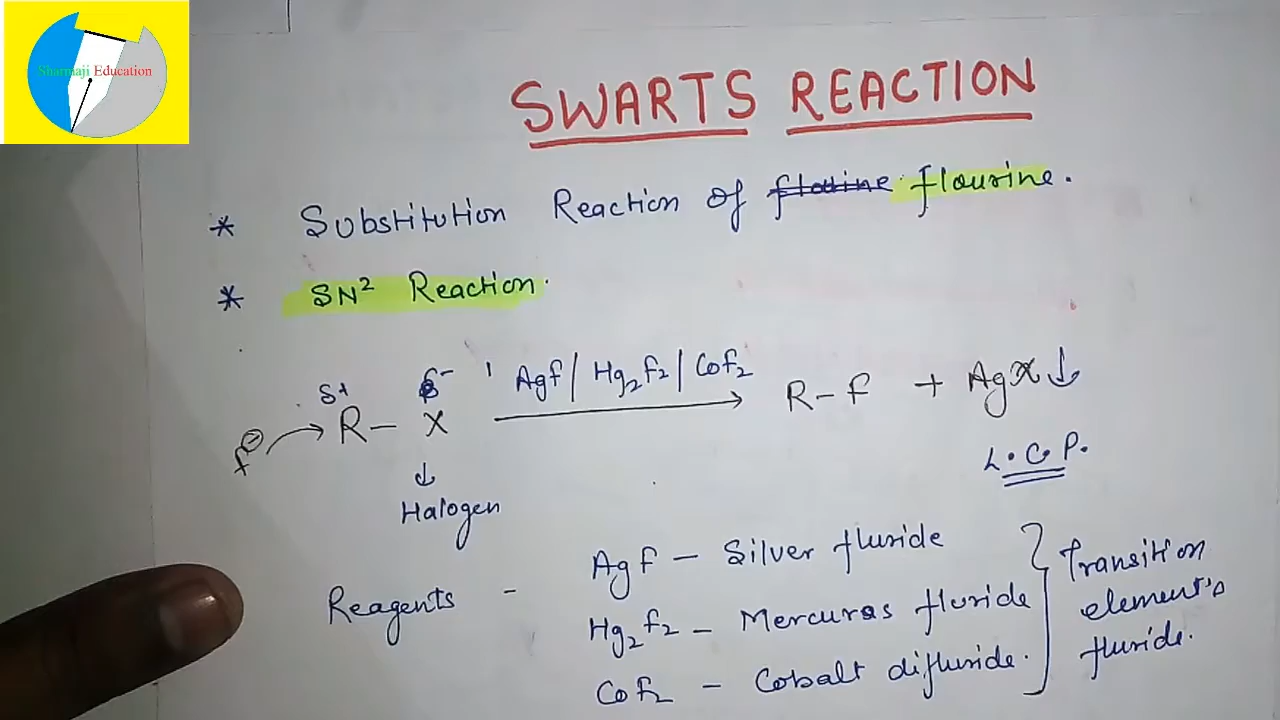 Sharmaji Education
SWARTS REACTION
* Substitution Reaction of flourine.
* SN² Reaction.
δ+ δ- AgF / Hg₂F₂ / CoF₂
F⊖ R – X → R – F + AgX ↓
↓ L.C.P.
Halogen
Reagents - AgF – Silver fluride
Hg₂F₂ – Mercuras fluride
CoF₂ – Cobalt difluride.
Transition
element's
fluride.